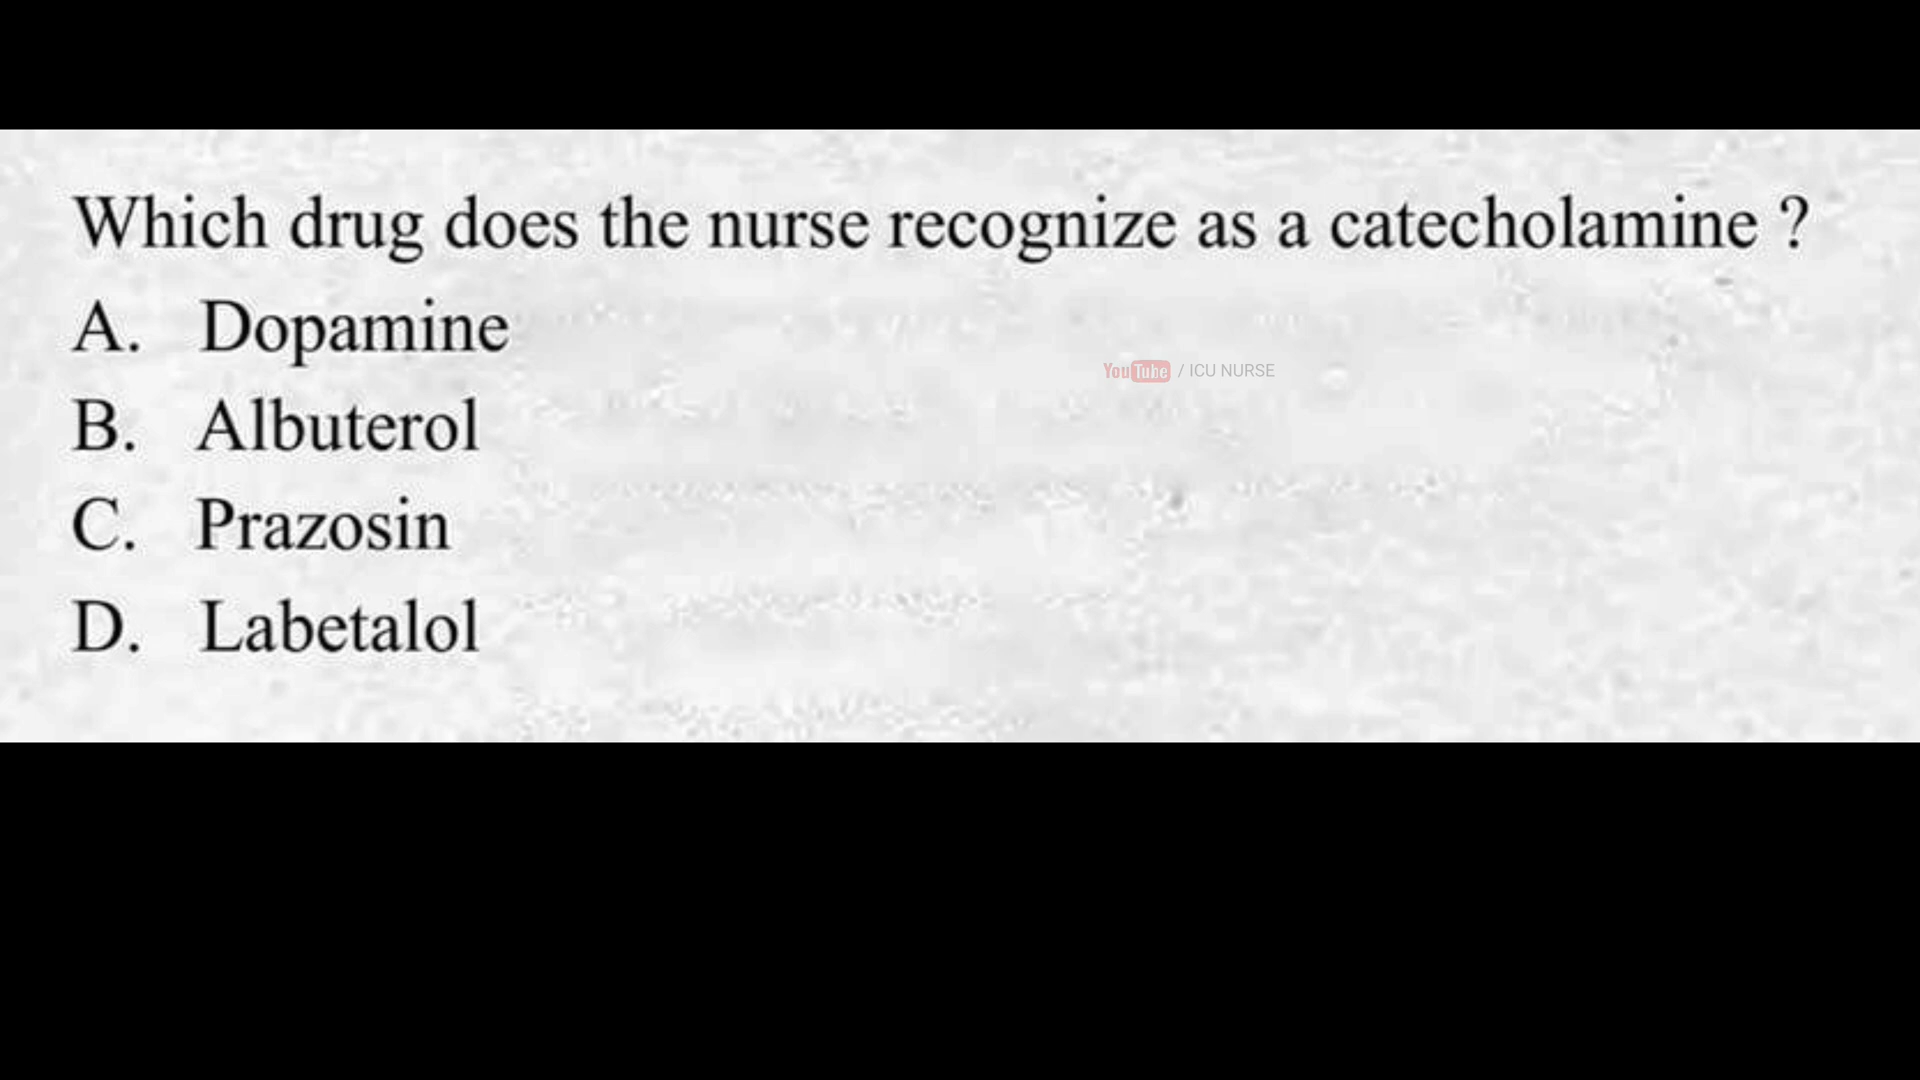 Which drug does the nurse recognize as a catecholamine ?
A. Dopamine
YouTube / ICU NURSE
B. Albuterol
C. Prazosin
D. Labetalol